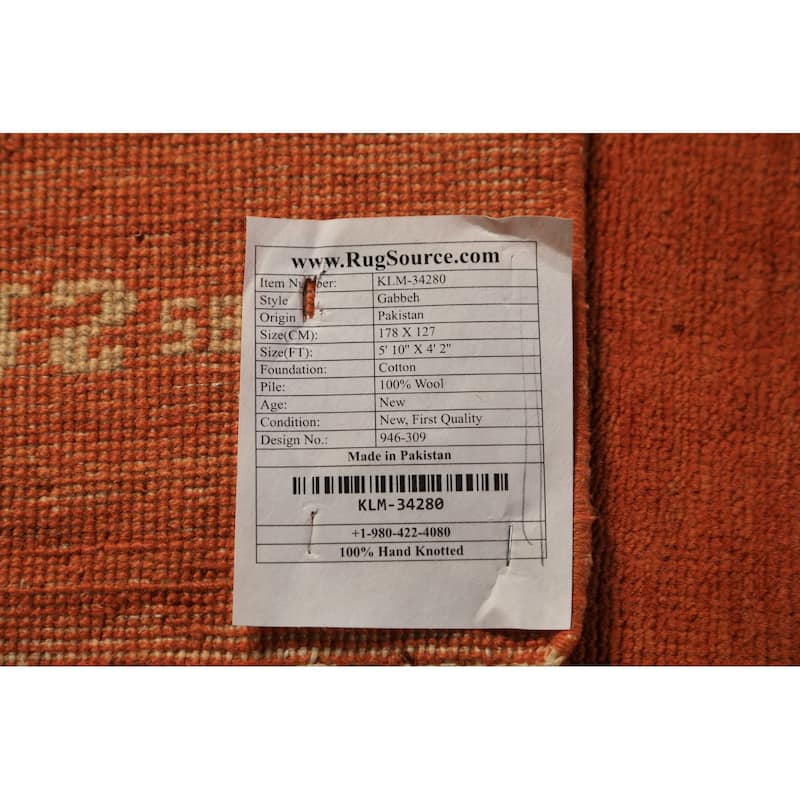 www.RugSource.com
Item Number: KLM-34280
Style Gabbeh
Origin Pakistan
Size(CM): 178 X 127
Size(FT): 5' 10" X 4' 2"
Foundation: Cotton
Pile: 100% Wool
Age: New
Condition: New, First Quality
Design No.: 946-309
Made in Pakistan
KLM-34280
+1-980-422-4080
100% Hand Knotted